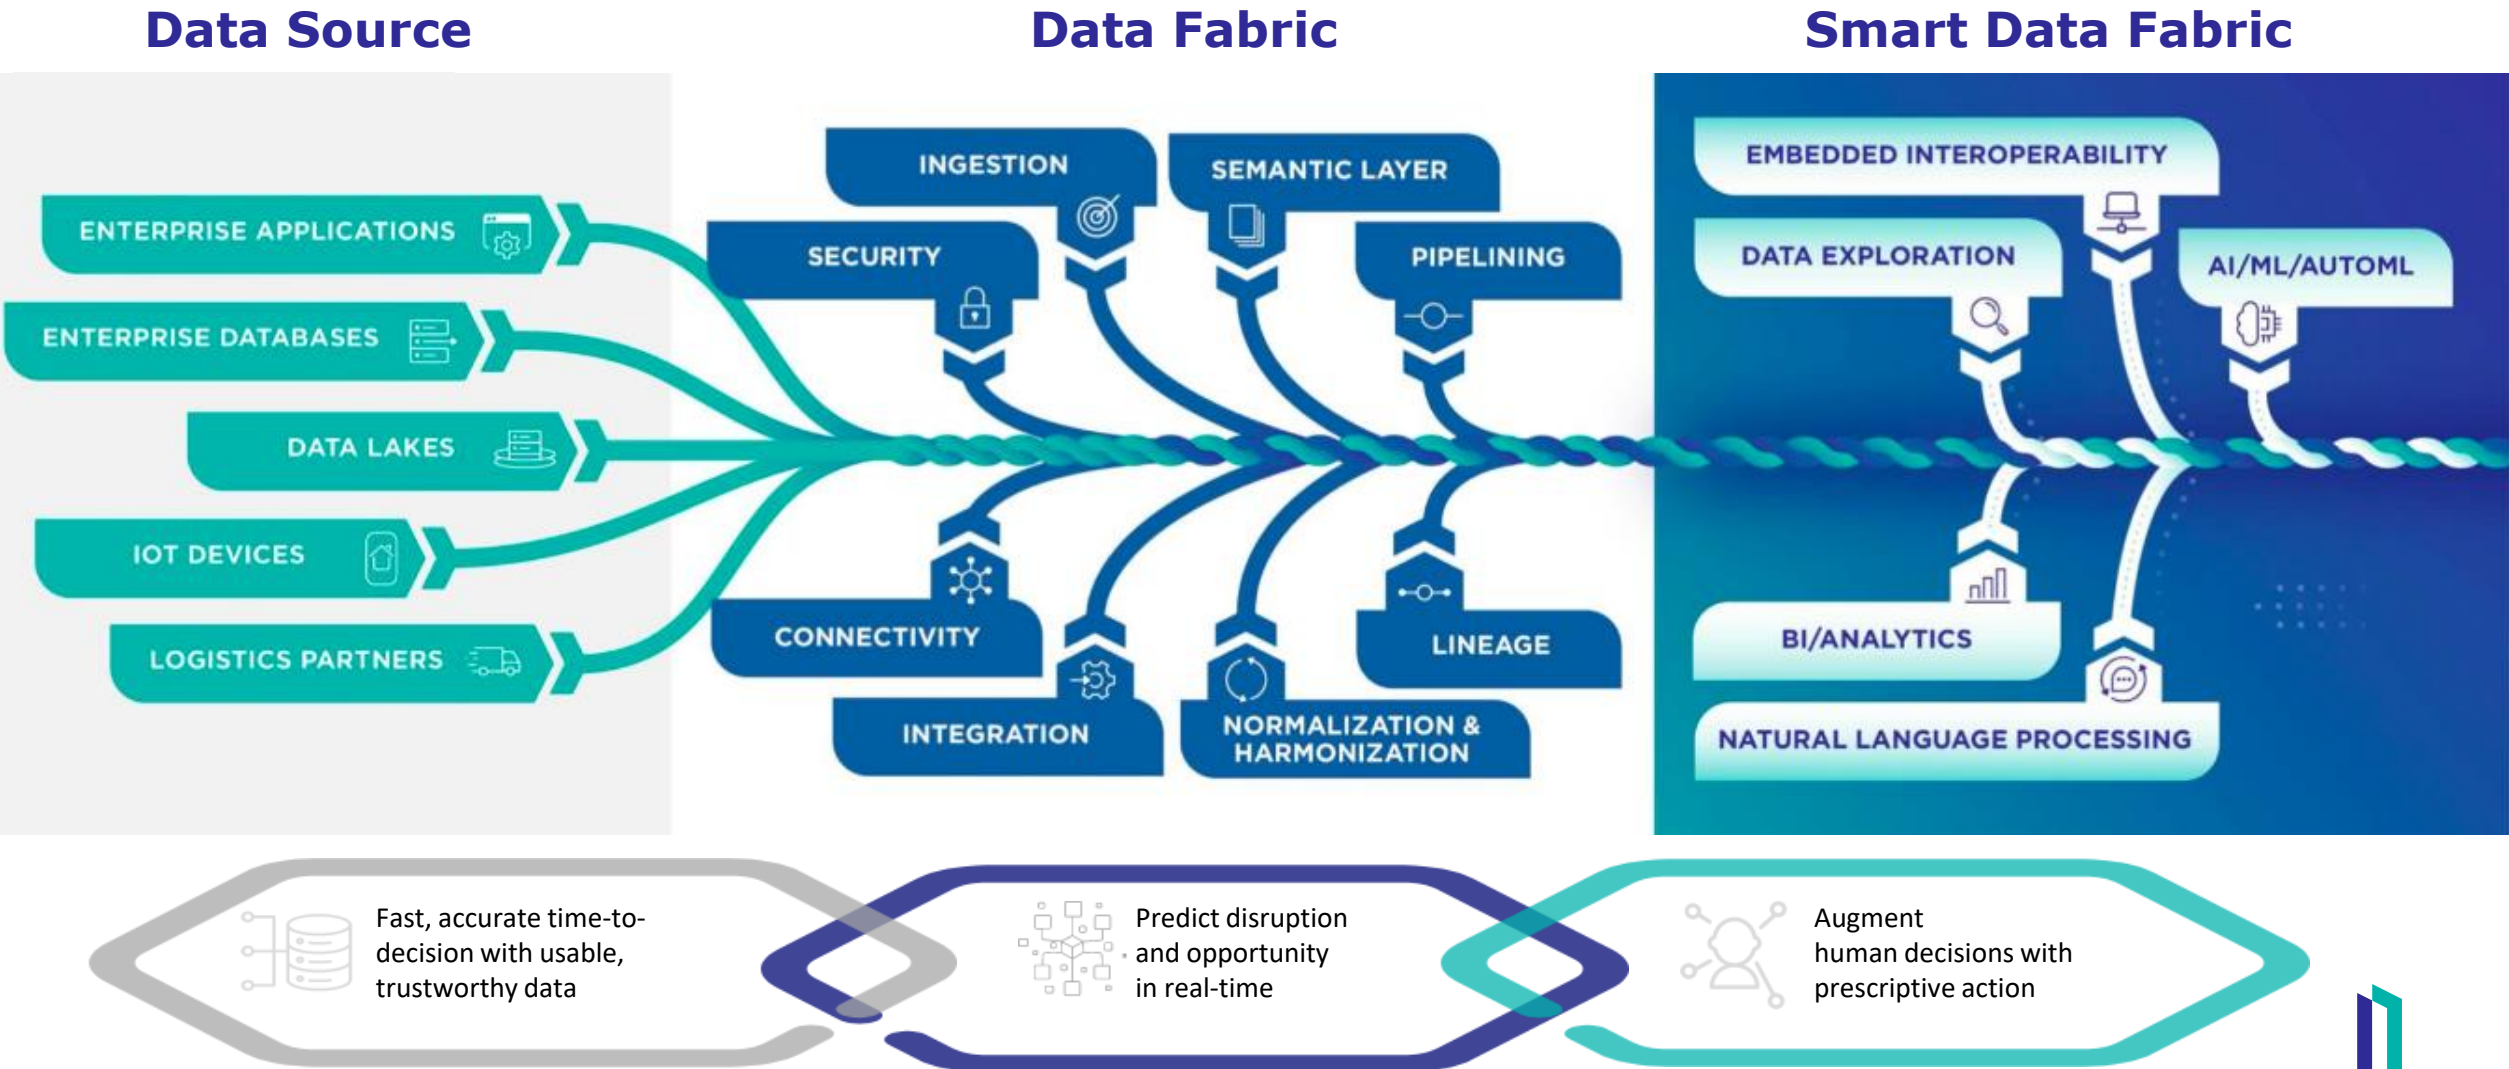 Data Source
Data Fabric
Smart Data Fabric
ENTERPRISE APPLICATIONS
ENTERPRISE DATABASES
DATA LAKES
IOT DEVICES
LOGISTICS PARTNERS
INGESTION
SEMANTIC LAYER
SECURITY
PIPELINING
CONNECTIVITY
LINEAGE
INTEGRATION
NORMALIZATION &
HARMONIZATION
EMBEDDED INTEROPERABILITY
DATA EXPLORATION
AI/ML/AUTOML
BI/ANALYTICS
NATURAL LANGUAGE PROCESSING
Fast, accurate time-to-
decision with usable,
trustworthy data
Predict disruption
and opportunity
in real-time
Augment
human decisions with
prescriptive action